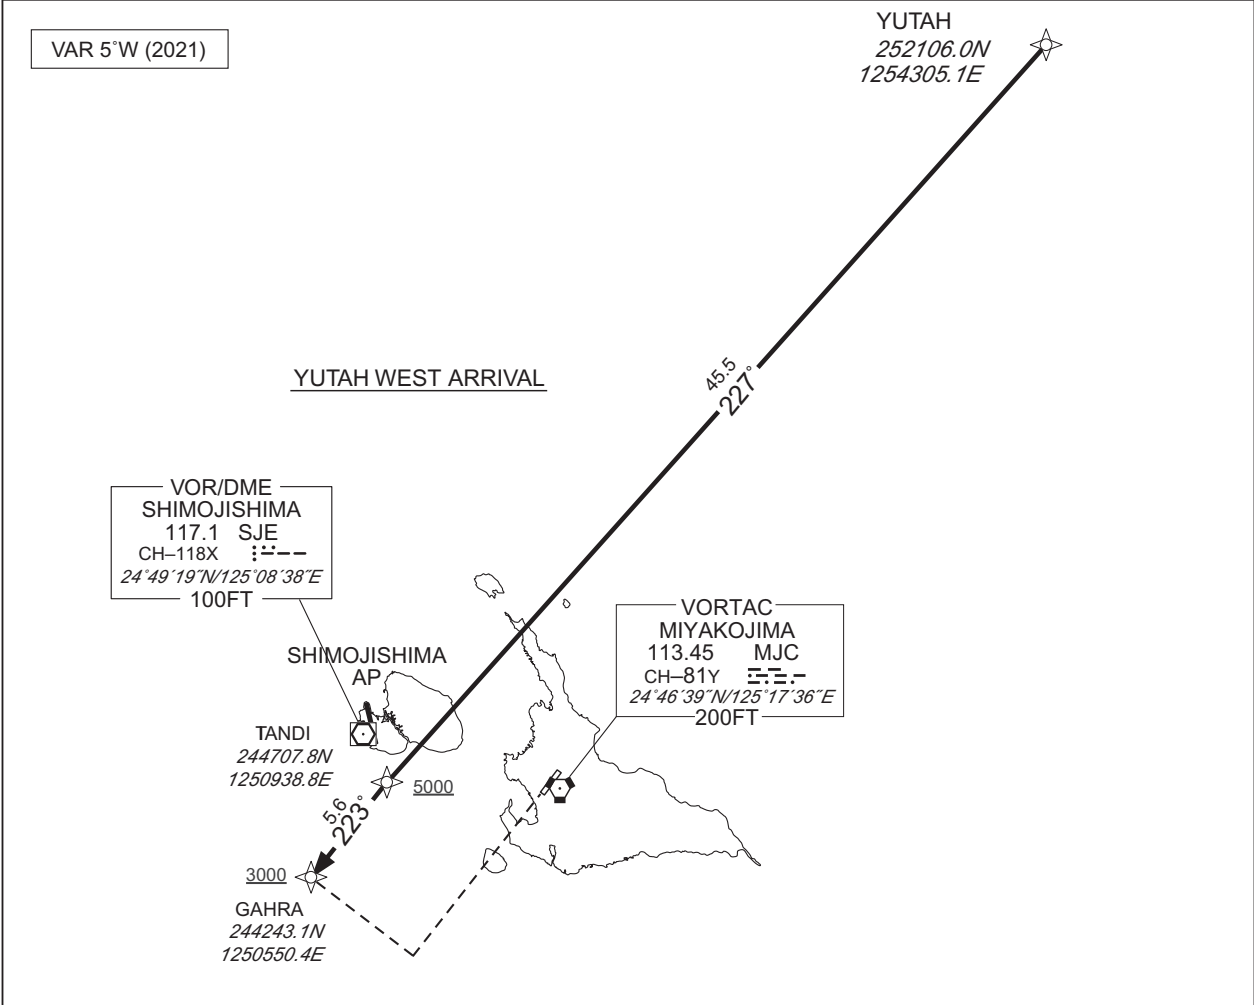 VAR 5°W (2021)
YUTAH
252106.0N
1254305.1E
45.5
227°
YUTAH WEST ARRIVAL
VOR/DME
SHIMOJISHIMA
117.1 SJE
CH–118X
24°49´19˝N/125°08´38˝E
100FT
VORTAC
MIYAKOJIMA
113.45 MJC
CH–81Y
24°46´39˝N/125°17´36˝E
200FT
SHIMOJISHIMA
AP
TANDI
244707.8N
1250938.8E
5000
5.6
223°
3000
GAHRA
244243.1N
1250550.4E